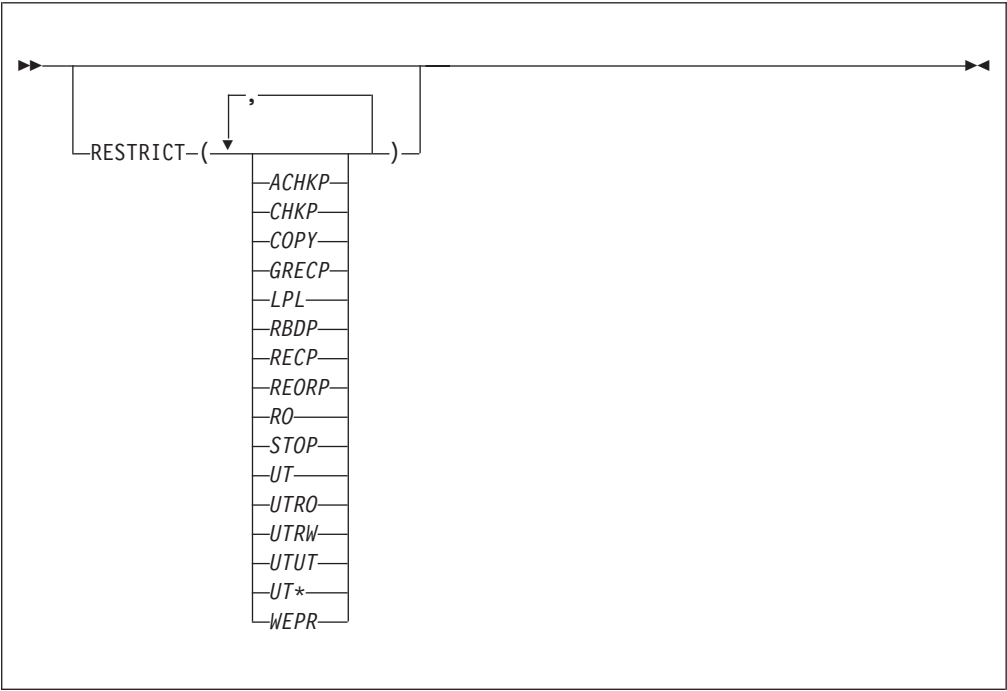 ,
RESTRICT ( )
ACHKP
CHKP
COPY
GRECP
LPL
RBDP
RECP
REORP
RO
STOP
UT
UTRO
UTRW
UTUT
UT*
WEPR